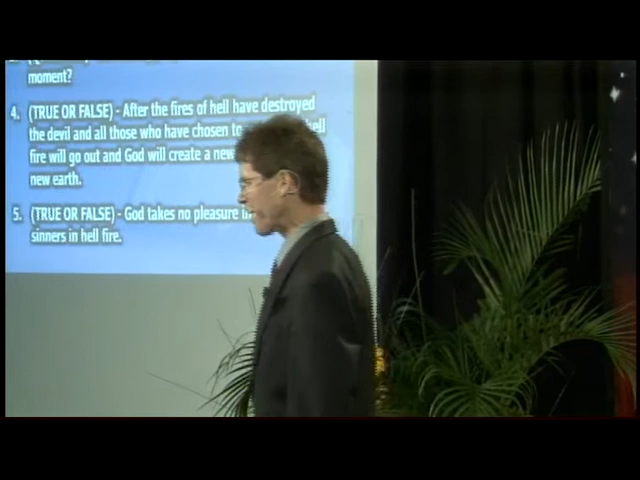 moment?
4. (TRUE OR FALSE) - After the fires of hell have destroyed
the devil and all those who have chosen to hell
fire will go out and God will create a new
new earth.
5. (TRUE OR FALSE) - God takes no pleasure
sinners in hell fire.